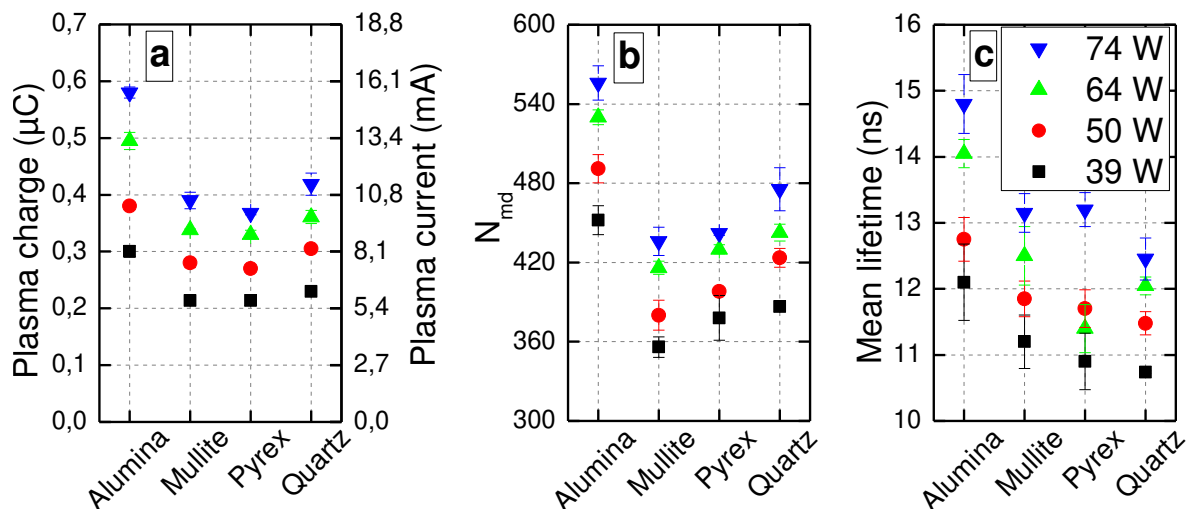 a
Plasma charge (µC)
0,7
0,6
0,5
0,4
0,3
0,2
0,1
0,0
18,8
16,1
13,4
10,8
8,1
5,4
2,7
0,0
Plasma current (mA)
Alumina
Mullite
Pyrex
Quartz
b
N_md
600
540
480
420
360
300
Alumina
Mullite
Pyrex
Quartz
c
Mean lifetime (ns)
16
15
14
13
12
11
10
74 W
64 W
50 W
39 W
Alumina
Mullite
Pyrex
Quartz